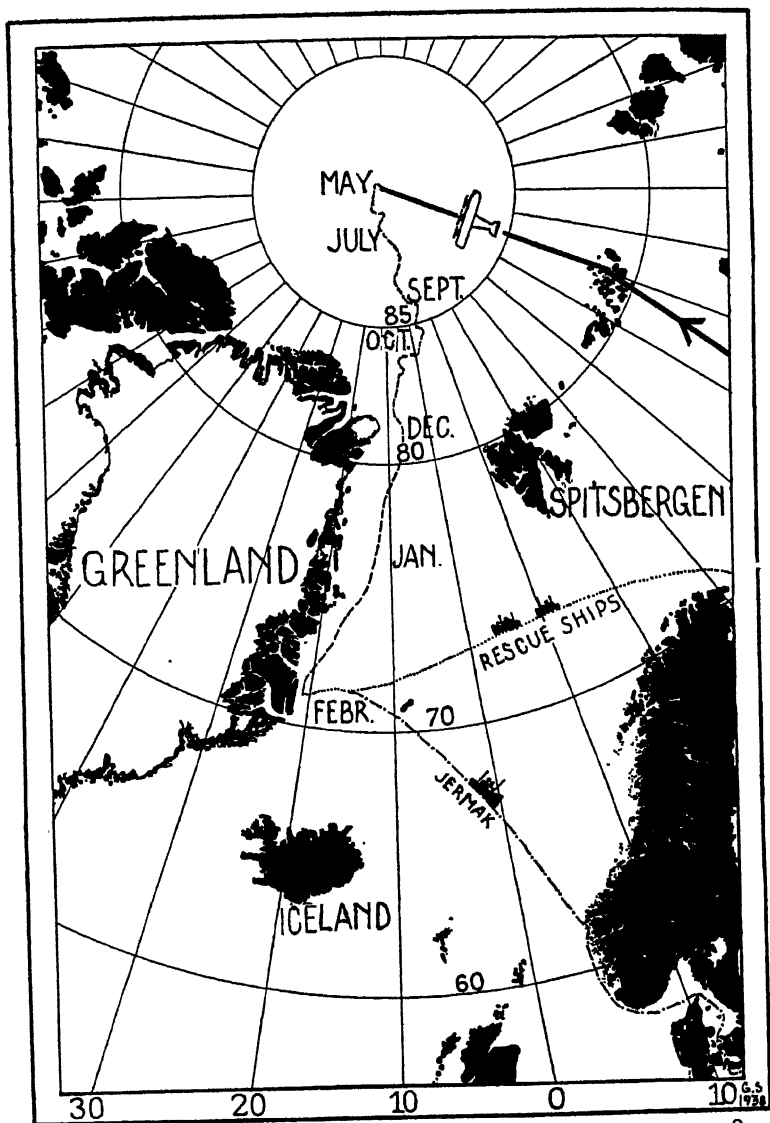 MAY
JULY
SEPT.
85
OCT.
DEC.
80
SPITSBERGEN
GREENLAND
JAN.
RESCUE SHIPS
FEBR.
70
JERMAK
ICELAND
60
30 20 10 0 10
G.S
1938